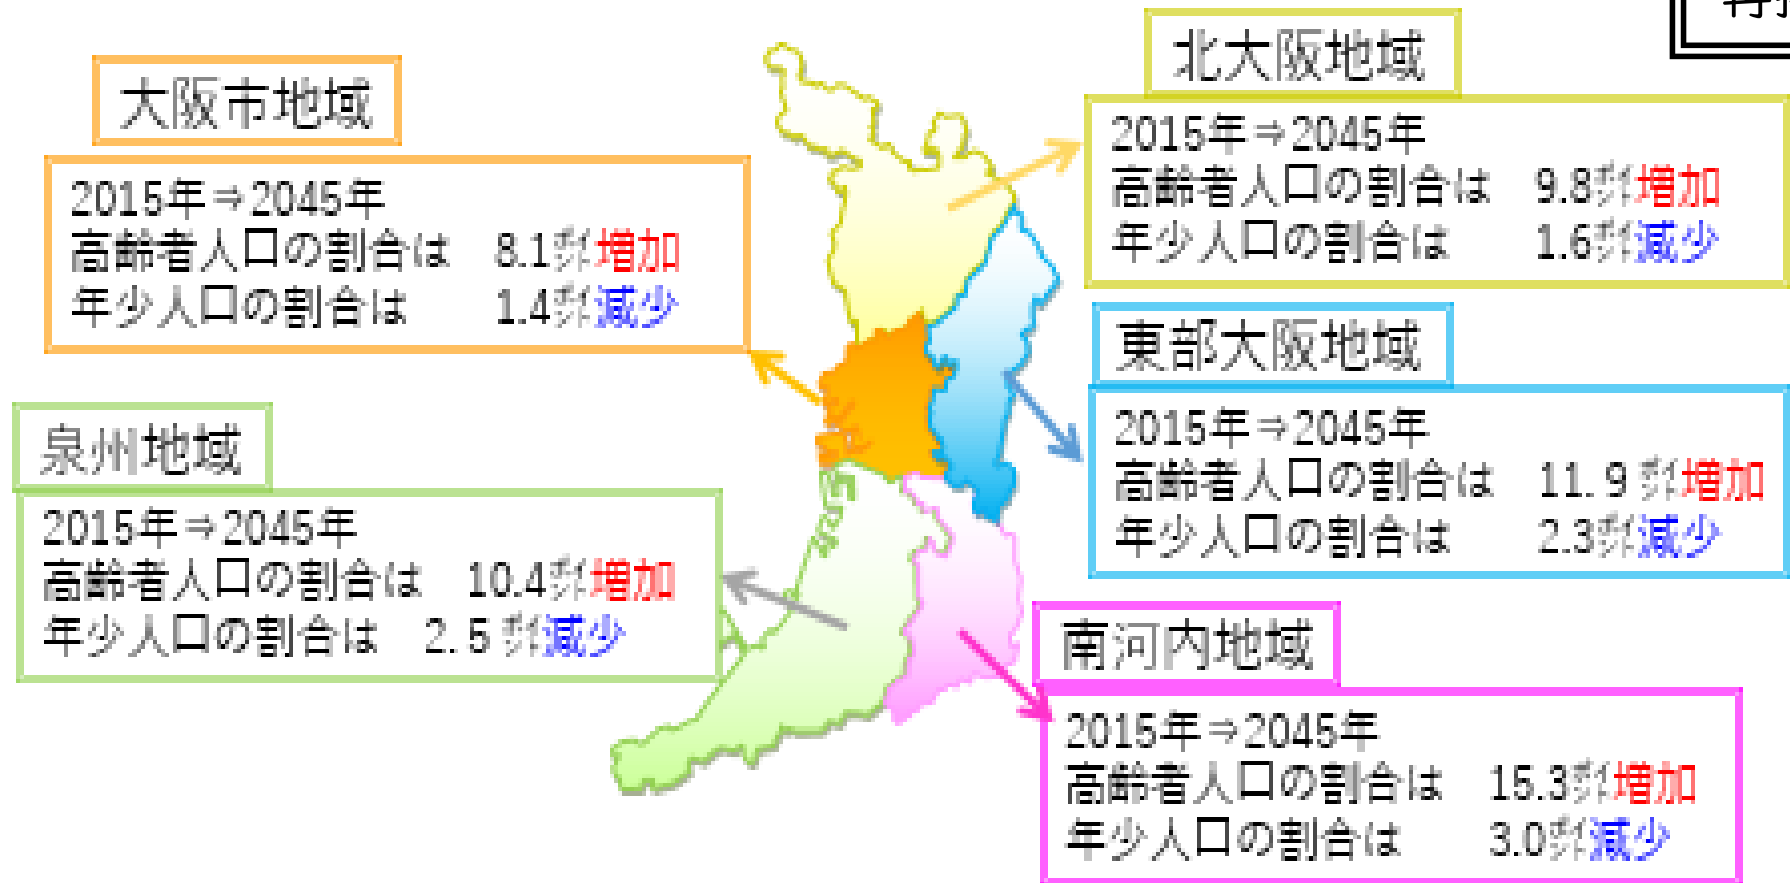 再
大阪市地域
2015年⇒2045年
高齢者人口の割合は 8.1ポイント増加
年少人口の割合は 1.4ポイント減少
北大阪地域
2015年⇒2045年
高齢者人口の割合は 9.8ポイント増加
年少人口の割合は 1.6ポイント減少
東部大阪地域
2015年⇒2045年
高齢者人口の割合は 11.9ポイント増加
年少人口の割合は 2.3ポイント減少
泉州地域
2015年⇒2045年
高齢者人口の割合は 10.4ポイント増加
年少人口の割合は 2.5ポイント減少
南河内地域
2015年⇒2045年
高齢者人口の割合は 15.3ポイント増加
年少人口の割合は 3.0ポイント減少